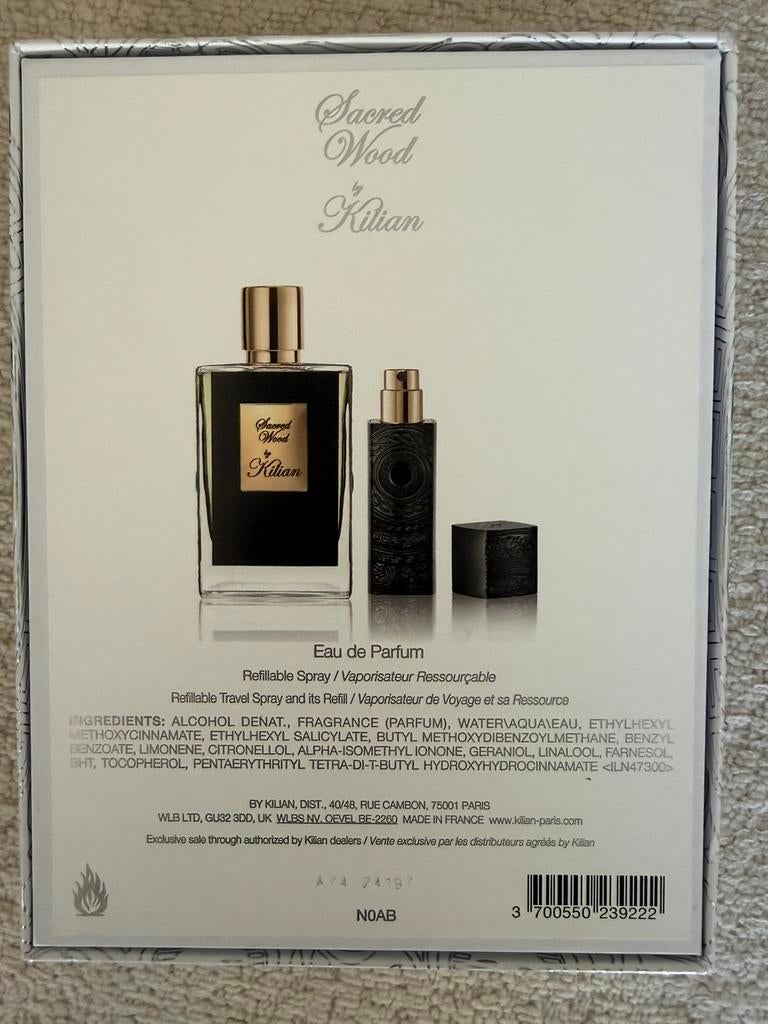 Sacred
Wood
by
Kilian
Sacred
Wood
by
Kilian
Eau de Parfum
Refillable Spray / Vaporisateur Ressourçable
Refillable Travel Spray and its Refill / Vaporisateur de Voyage et sa Ressource
INGREDIENTS: ALCOHOL DENAT., FRAGRANCE (PARFUM), WATER\AQUA\EAU, ETHYLHEXYL
METHOXYCINNAMATE, ETHYLHEXYL SALICYLATE, BUTYL METHOXYDIBENZOYLMETHANE, BENZYL
BENZOATE, LIMONENE, CITRONELLOL, ALPHA-ISOMETHYL IONONE, GERANIOL, LINALOOL, FARNESOL,
BHT, TOCOPHEROL, PENTAERYTHRITYL TETRA-DI-T-BUTYL HYDROXYHYDROCINNAMATE <ILN47300>
BY KILIAN, DIST., 40/48, RUE CAMBON, 75001 PARIS
WLB LTD, GU32 3DD, UK WLBS NV. OEVEL BE-2260 MADE IN FRANCE www.kilian-paris.com
Exclusive sale through authorized by Kilian dealers / Vente exclusive par les distributeurs agréés by Kilian
A74
N0AB
3 700550 239222